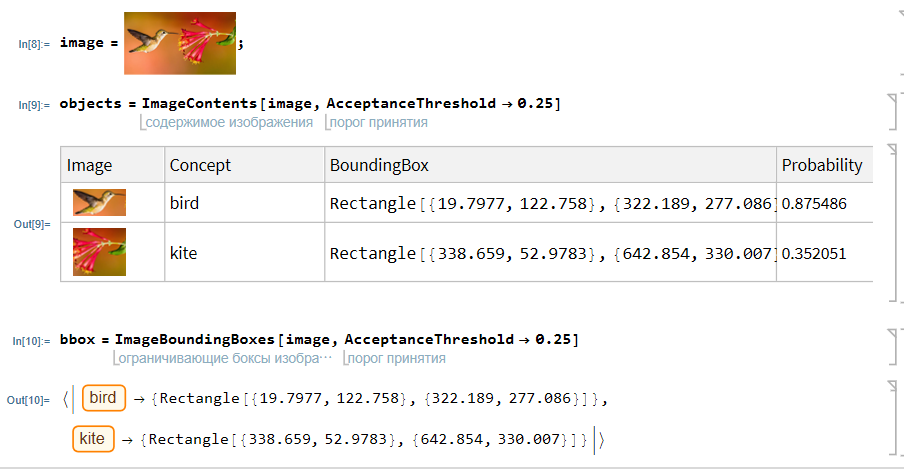 In[8]:= image = ;
In[9]:= objects = ImageContents[image, AcceptanceThreshold → 0.25]
содержимое изображения порог принятия
Image Concept BoundingBox Probability
bird Rectangle[{19.7977, 122.758}, {322.189, 277.086] 0.875486
Out[9]=
kite Rectangle[{338.659, 52.9783}, {642.854, 330.007] 0.352051
In[10]:= bbox = ImageBoundingBoxes[image, AcceptanceThreshold → 0.25]
ограничивающие боксы изобра⋯ порог принятия
Out[10]= ⟨| bird → {Rectangle[{19.7977, 122.758}, {322.189, 277.086}]},
kite → {Rectangle[{338.659, 52.9783}, {642.854, 330.007}]} |⟩